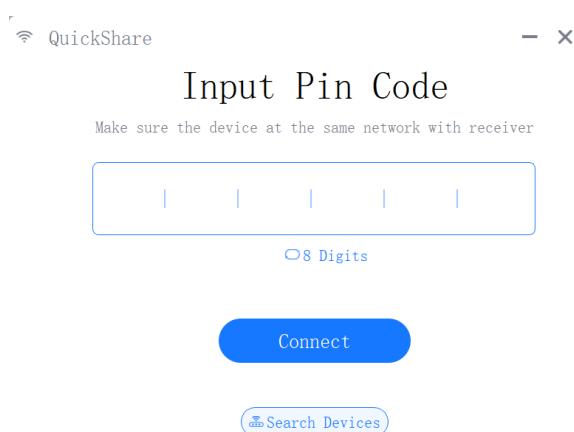 QuickShare
Input Pin Code
Make sure the device at the same network with receiver
8 Digits
Connect
Search Devices